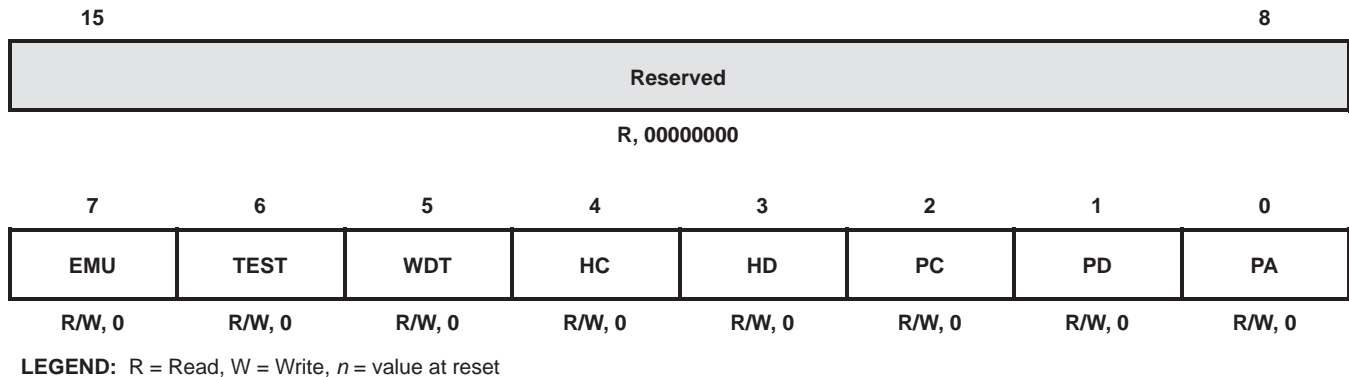 15 8
Reserved
R, 00000000
7 6 5 4 3 2 1 0
EMU TEST WDT HC HD PC PD PA
R/W, 0 R/W, 0 R/W, 0 R/W, 0 R/W, 0 R/W, 0 R/W, 0 R/W, 0
LEGEND: R = Read, W = Write, n = value at reset